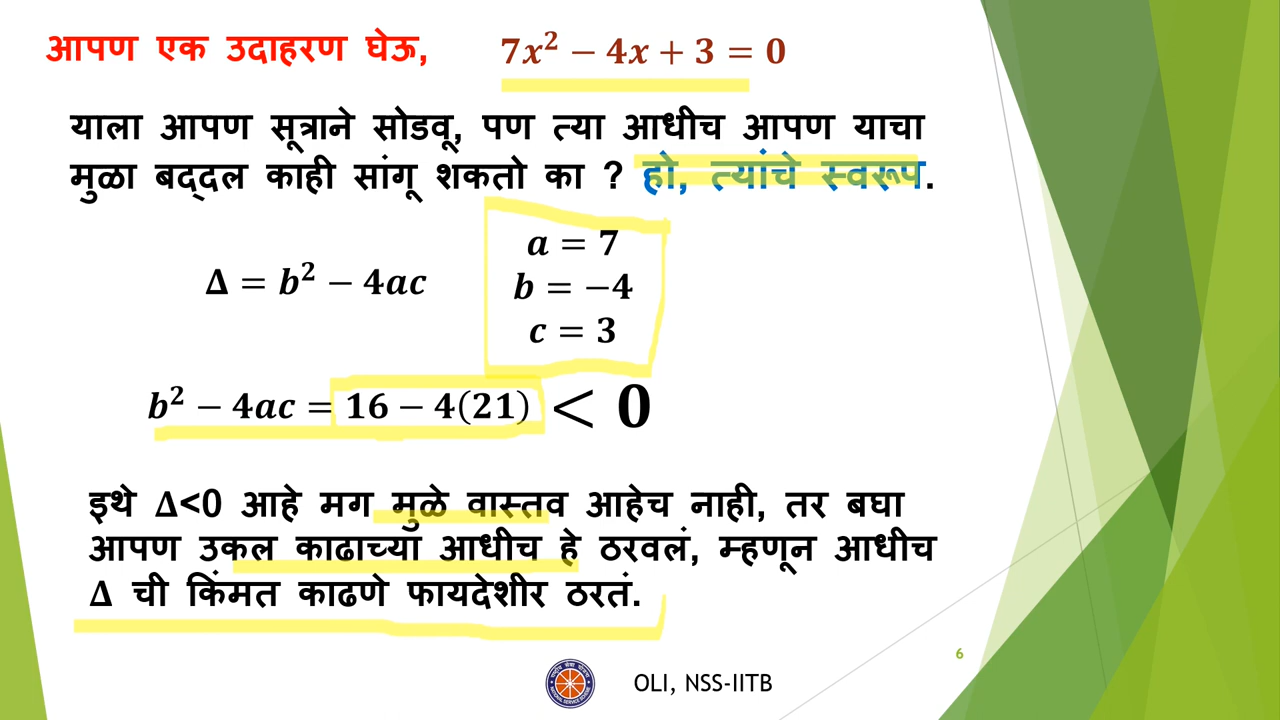 आपण एक उदाहरण घेऊ, 7x² − 4x + 3 = 0
याला आपण सूत्राने सोडवू, पण त्या आधीच आपण याचा
मुळा बद्दल काही सांगू शकतो का ? हो, त्यांचे स्वरूप.
a = 7
Δ = b² − 4ac
b = −4
c = 3
b² − 4ac = 16 − 4(21) < 0
इथे Δ<0 आहे मग मुळे वास्तव आहेच नाही, तर बघा
आपण उकल काढाच्या आधीच हे ठरवलं, म्हणून आधीच
Δ ची किंमत काढणे फायदेशीर ठरतं.
6
OLI, NSS-IITB